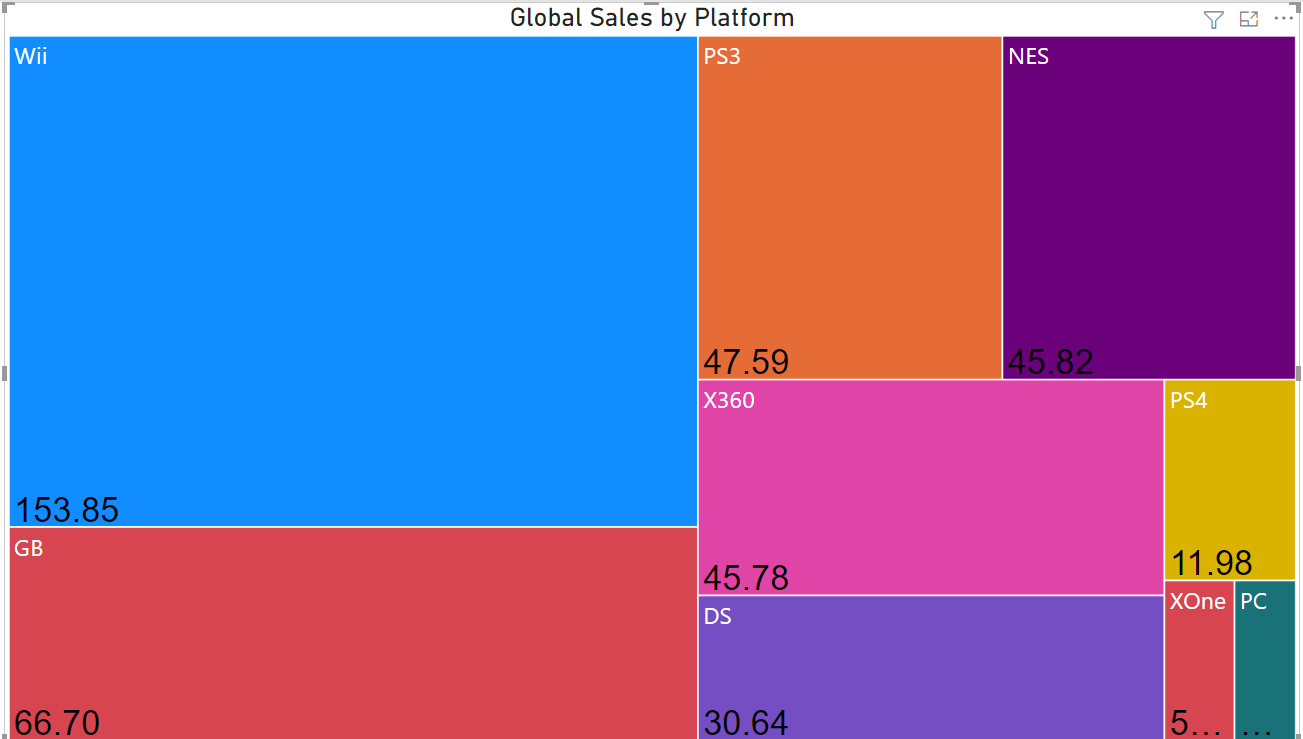 Global Sales by Platform
Wii
153.85
GB
66.70
PS3
47.59
NES
45.82
X360
45.78
DS
30.64
PS4
11.98
XOne
5...
PC
...